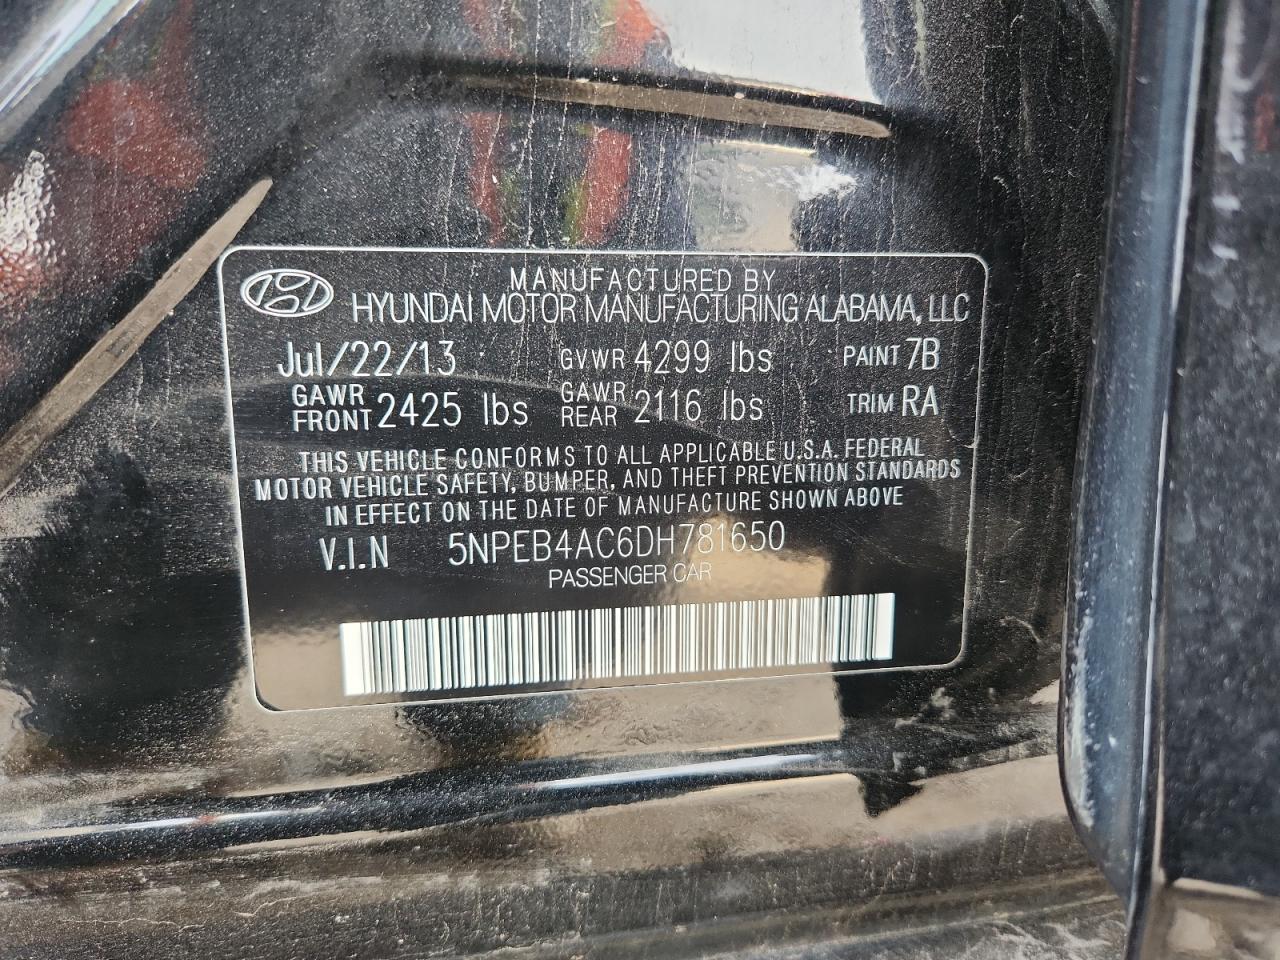 MANUFACTURED BY
HYUNDAI MOTOR MANUFACTURING ALABAMA, LLC
Jul/22/13 GVWR 4299 lbs PAINT 7B
GAWR FRONT 2425 lbs GAWR REAR 2116 lbs TRIM RA
THIS VEHICLE CONFORMS TO ALL APPLICABLE U.S.A. FEDERAL
MOTOR VEHICLE SAFETY, BUMPER, AND THEFT PREVENTION STANDARDS
IN EFFECT ON THE DATE OF MANUFACTURE SHOWN ABOVE
V.I.N 5NPEB4AC6DH781650
PASSENGER CAR